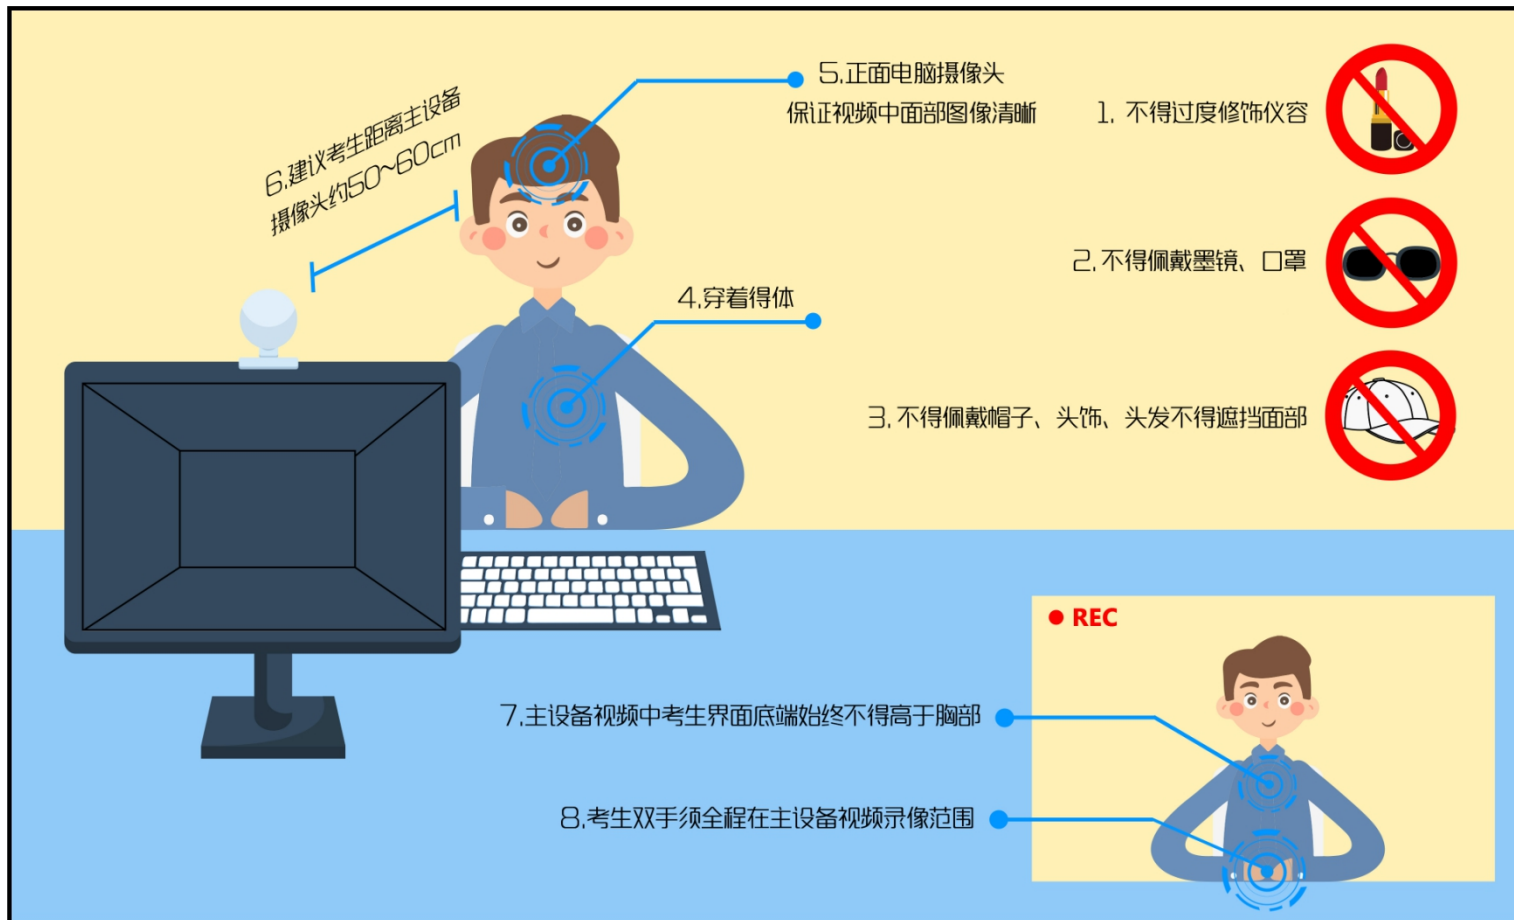 1. 不得过度修饰仪容
2.不得佩戴墨镜、口罩
3.不得佩戴帽子、头饰、头发不得遮挡面部
4.穿着得体
5.正面电脑摄像头
保证视频中面部图像清晰
6.建议考生距离主设备
摄像头约50~60cm
REC
7.主设备视频中考生界面底端始终不得高于胸部
8.考生双手须全程在主设备视频录像范围